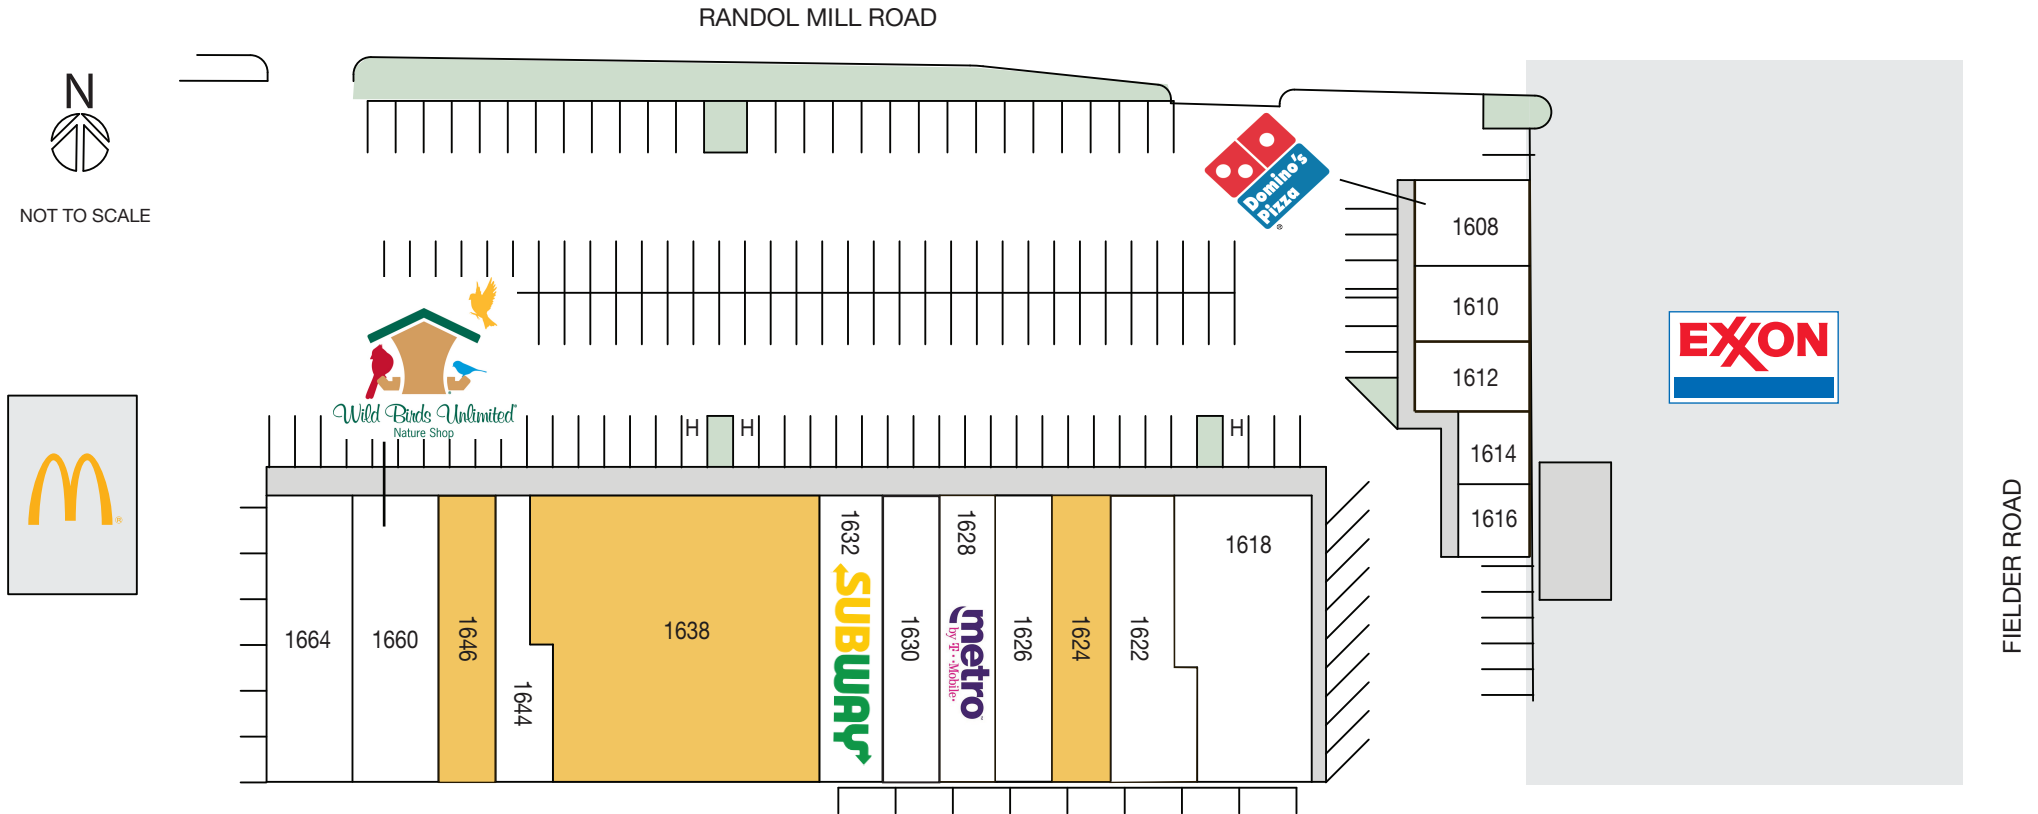 RANDOL MILL ROAD
N
NOT TO SCALE
Domino's
Pizza
®
1608
1610
1612
1614
1616
EXXON
FIELDER ROAD
Wild Birds Unlimited®
Nature Shop
H
H
H
®
1664
1660
1646
1644
1638
1632
SUBWAY
1630
1628
metro
by T Mobile
1626
1624
1622
1618